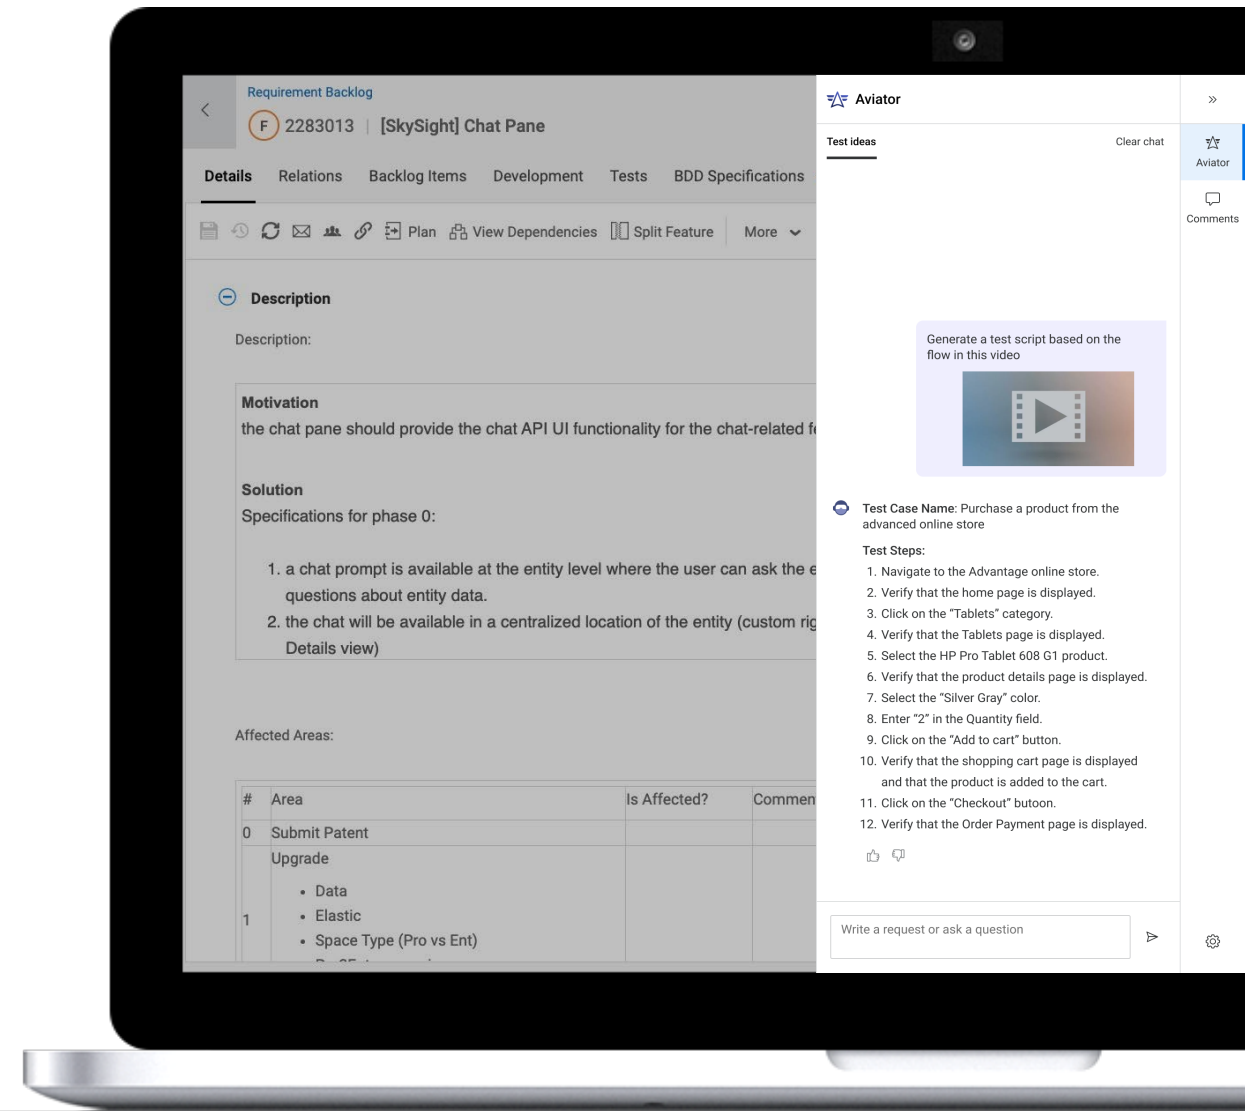 Requirement Backlog
F 2283013 | [SkySight] Chat Pane
Details Relations Backlog Items Development Tests BDD Specifications
Plan View Dependencies Split Feature More
Description
Description:
Motivation
the chat pane should provide the chat API UI functionality for the chat-related
Solution
Specifications for phase 0:
1. a chat prompt is available at the entity level where the user can ask the
questions about entity data.
2. the chat will be available in a centralized location of the entity (custom
Details view)
Affected Areas:
# Area Is Affected? Commen
0 Submit Patent
Upgrade
• Data
1 • Elastic
• Space Type (Pro vs Ent)
Aviator
Test ideas Clear chat
Generate a test script based on the
flow in this video
Test Case Name: Purchase a product from the
advanced online store
Test Steps:
1. Navigate to the Advantage online store.
2. Verify that the home page is displayed.
3. Click on the “Tablets” category.
4. Verify that the Tablets page is displayed.
5. Select the HP Pro Tablet 608 G1 product.
6. Verify that the product details page is displayed.
7. Select the “Silver Gray” color.
8. Enter “2” in the Quantity field.
9. Click on the “Add to cart” button.
10. Verify that the shopping cart page is displayed
and that the product is added to the cart.
11. Click on the “Checkout” butoon.
12. Verify that the Order Payment page is displayed.
Write a request or ask a question
Aviator
Comments